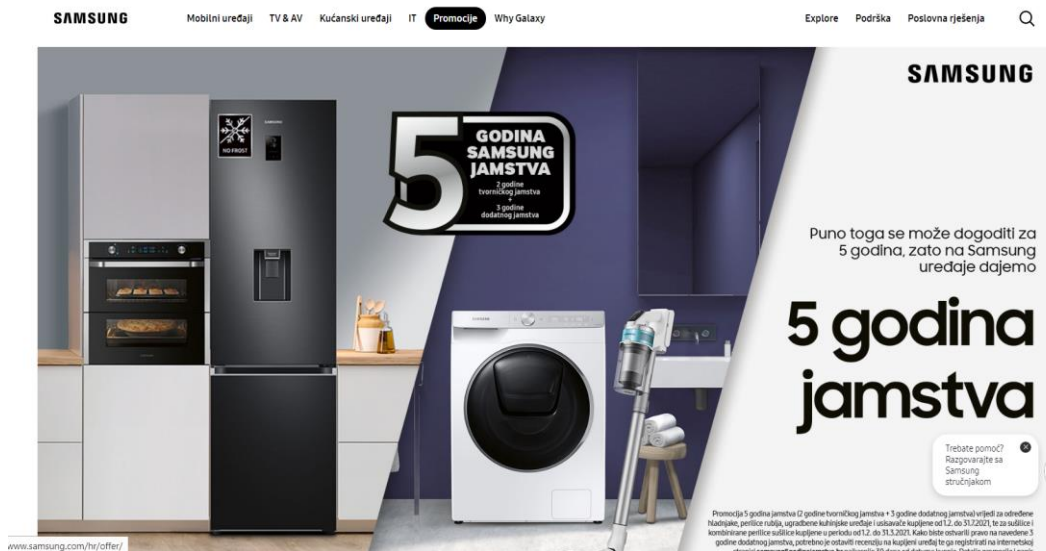 SAMSUNG
Mobilni uređaji TV & AV Kućanski uređaji IT Promocije Why Galaxy
Explore Podrška Poslovna rješenja
SAMSUNG
NO FROST
SAMSUNG
5 GODINA
SAMSUNG
JAMSTVA
2 godine
tvorničkog jamstva
+
3 godine
dodatnog jamstva
Puno toga se može dogoditi za
5 godina, zato na Samsung
uređaje dajemo
5 godina
jamstva
SAMSUNG
Trebate pomoć?
Razgovarajte sa
Samsung
stručnjakom
Promocija 5 godina jamstva (2 godine tvorničkog jamstva + 3 godine dodatnog jamstva) vrijedi za određene
hladnjake, perilice rublja, ugradbene kuhinjske uređaje i usisavače kupljene od 1.2. do 31.7.2021, te za sušilice i
kombinirane perilice sušilice kupljene u periodu od 1.2. do 31.3.2021. Kako biste ostvarili pravo na navedene 3
godine dodatnog jamstva, potrebno je ostaviti recenziju na kupljeni uređaj te ga registrirati na internetskoj
www.samsung.com/hr/offer/